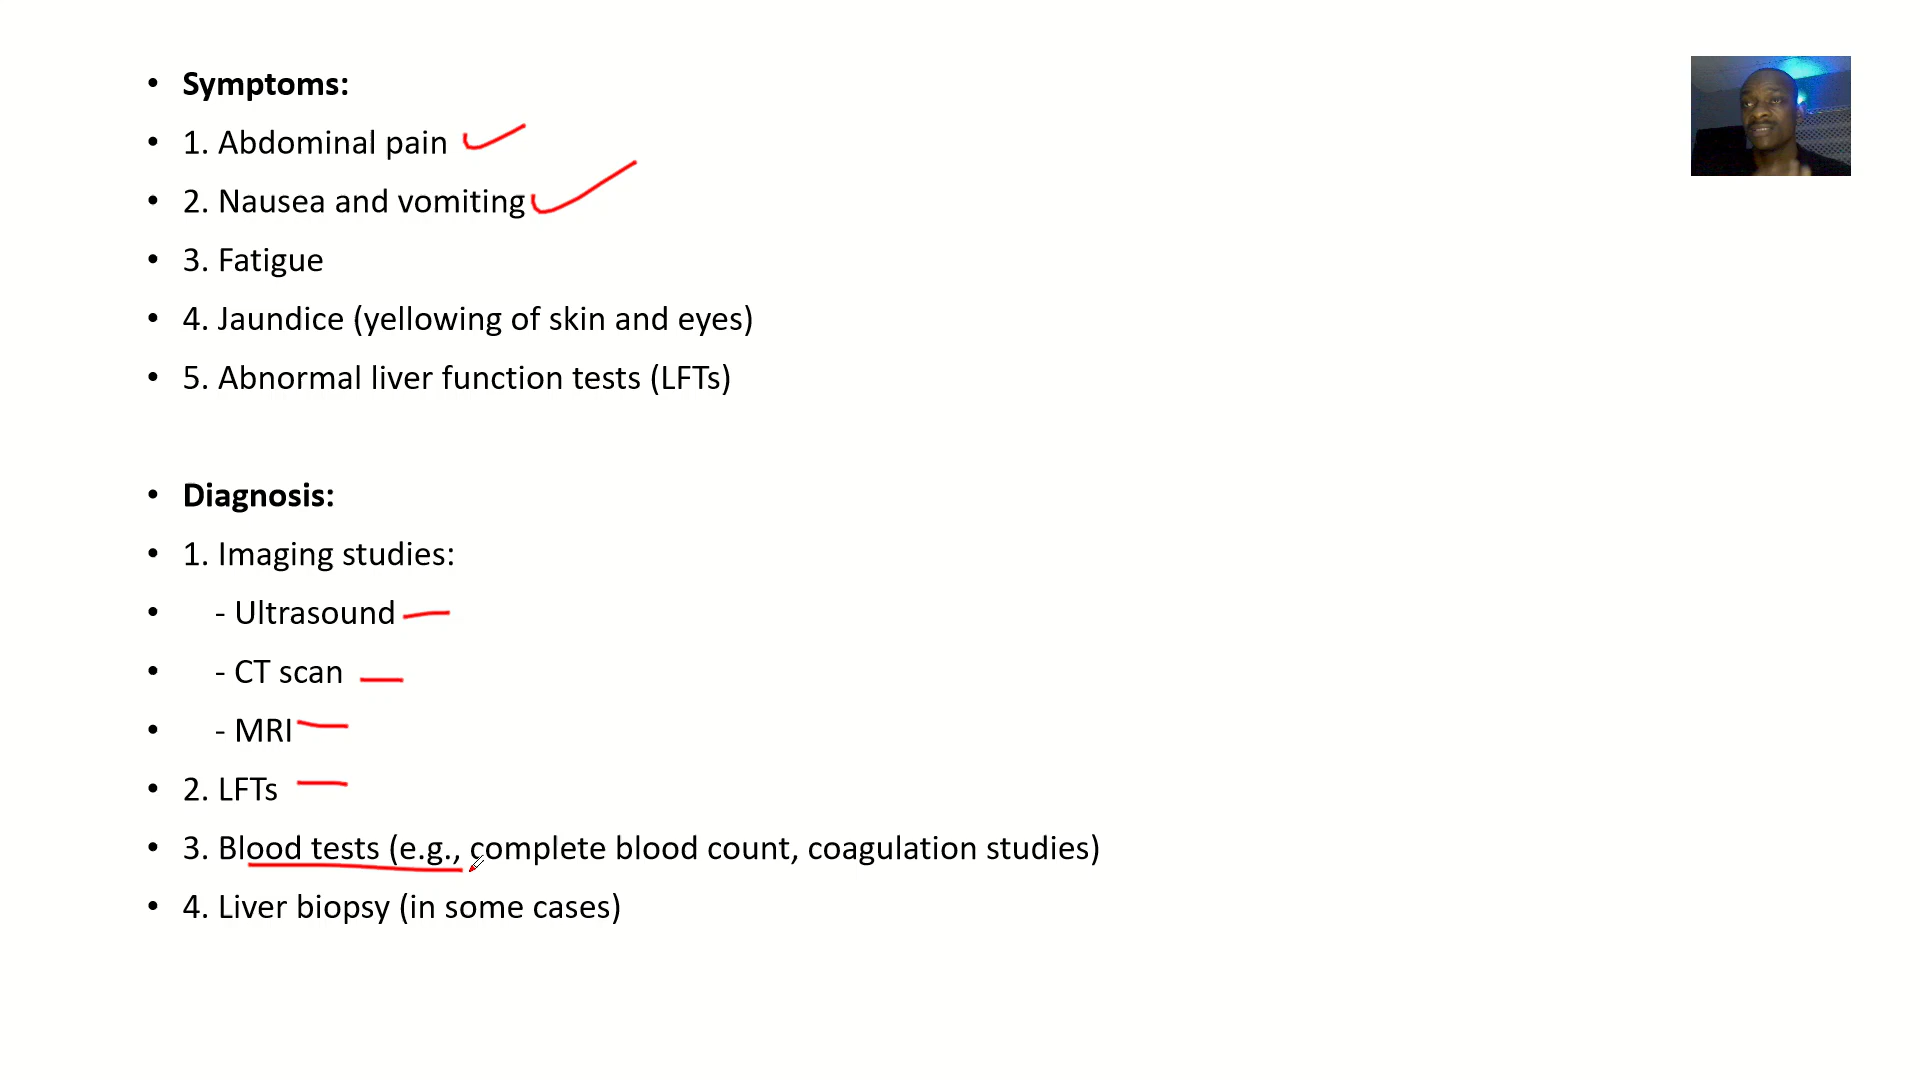 • Symptoms:
• 1. Abdominal pain
• 2. Nausea and vomiting
• 3. Fatigue
• 4. Jaundice (yellowing of skin and eyes)
• 5. Abnormal liver function tests (LFTs)
• Diagnosis:
• 1. Imaging studies:
• - Ultrasound
• - CT scan
• - MRI
• 2. LFTs
• 3. Blood tests (e.g., complete blood count, coagulation studies)
• 4. Liver biopsy (in some cases)